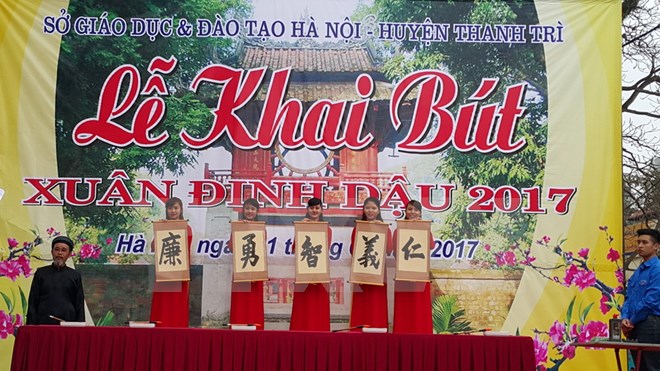 SỞ GIÁO DỤC & ĐÀO TẠO HÀ NỘI - HUYỆN THANH TRÌ
Lễ Khai Bút
XUÂN ĐINH DẬU 2017
Hà 2017
廉 勇 智 義 仁